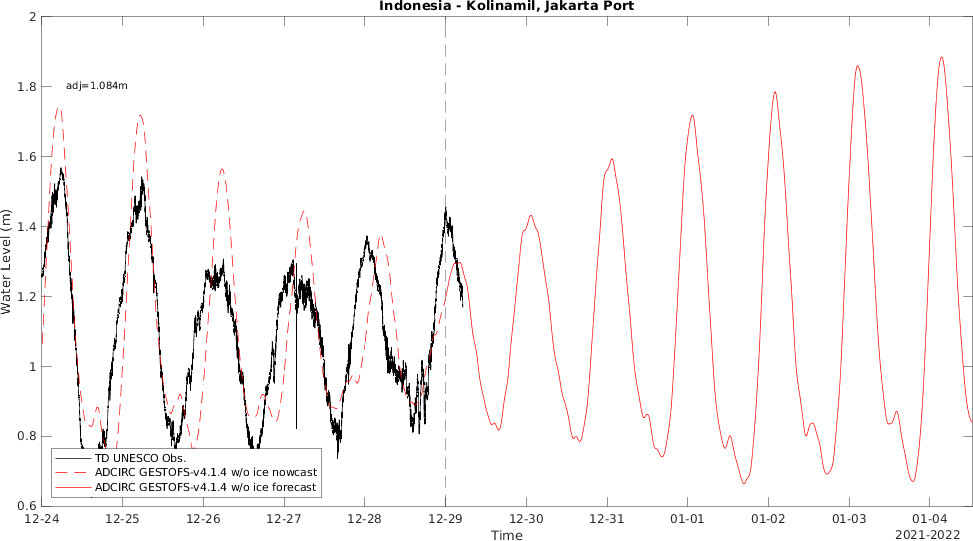 Indonesia - Kolinamil, Jakarta Port
2
1.8
1.6
1.4
1.2
1
0.8
0.6
Water Level (m)
adj=1.084m
TD UNESCO Obs.
ADCIRC GESTOFS-v4.1.4 w/o ice nowcast
ADCIRC GESTOFS-v4.1.4 w/o ice forecast
12-24 12-25 12-26 12-27 12-28 12-29 12-30 12-31 01-01 01-02 01-03 01-04
Time
2021-2022